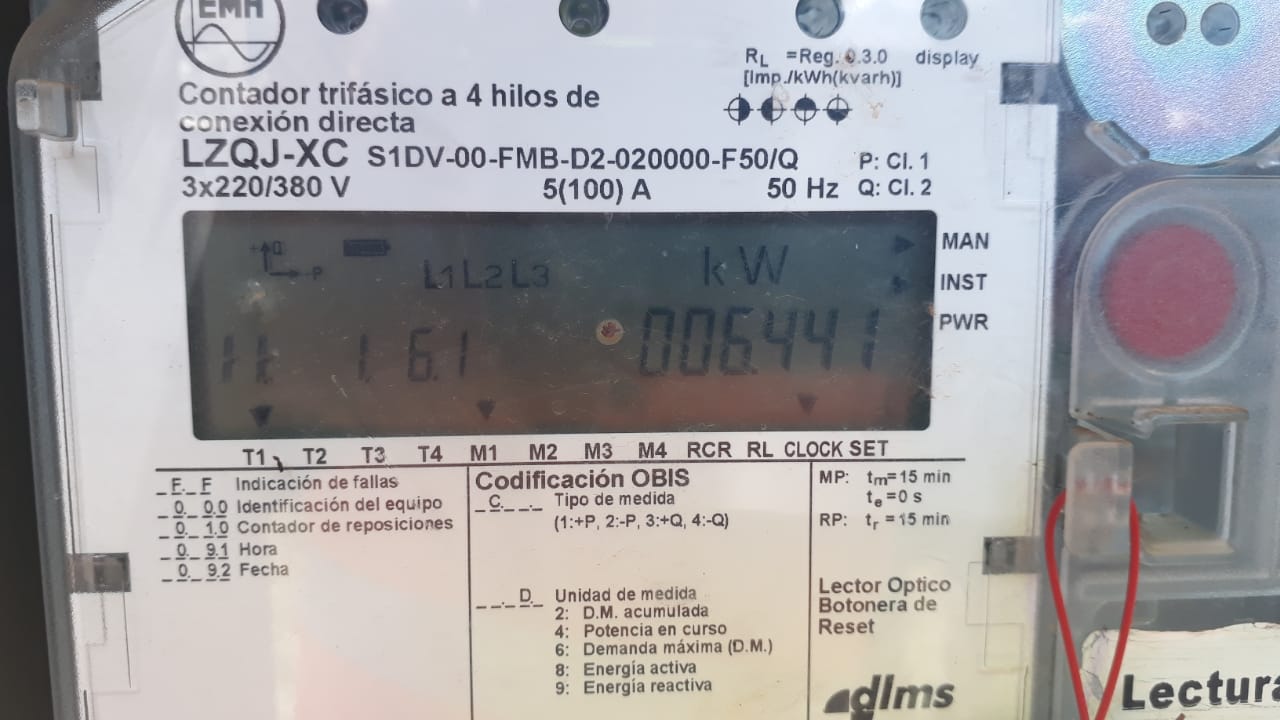 EMH
R_L =Reg. 0.3.0 display
[Imp./kWh(kvarh)]
Contador trifásico a 4 hilos de
conexión directa
LZQJ-XC S1DV-00-FMB-D2-020000-F50/Q P: Cl. 1
3x220/380 V 5(100) A 50 Hz Q: Cl. 2
+Q
P
L1 L2 L3
kW
MAN
INST
PWR
11. 1.6.1 006.441
T1 T2 T3 T4 M1 M2 M3 M4 RCR RL CLOCK SET
_F._F Indicación de fallas
_0._0.0 Identificación del equipo
_0._1.0 Contador de reposiciones
_0._9.1 Hora
_0._9.2 Fecha
Codificación OBIS
_C._._ Tipo de medida
(1:+P, 2:-P, 3:+Q, 4:-Q)
_ _._D._ Unidad de medida
2: D.M. acumulada
4: Potencia en curso
6: Demanda máxima (D.M.)
8: Energía activa
9: Energía reactiva
MP: tm=15 min
te=0 s
RP: tr =15 min
Lector Optico
Botonera de
Reset
dlms